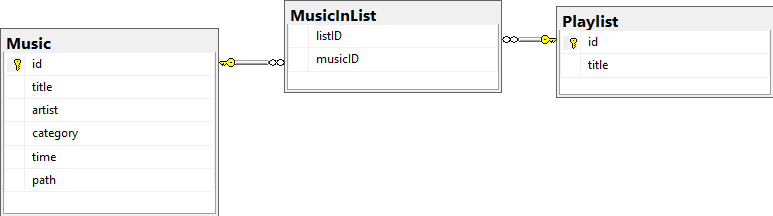 Music
id
title
artist
category
time
path
MusicInList
listID
musicID
Playlist
id
title